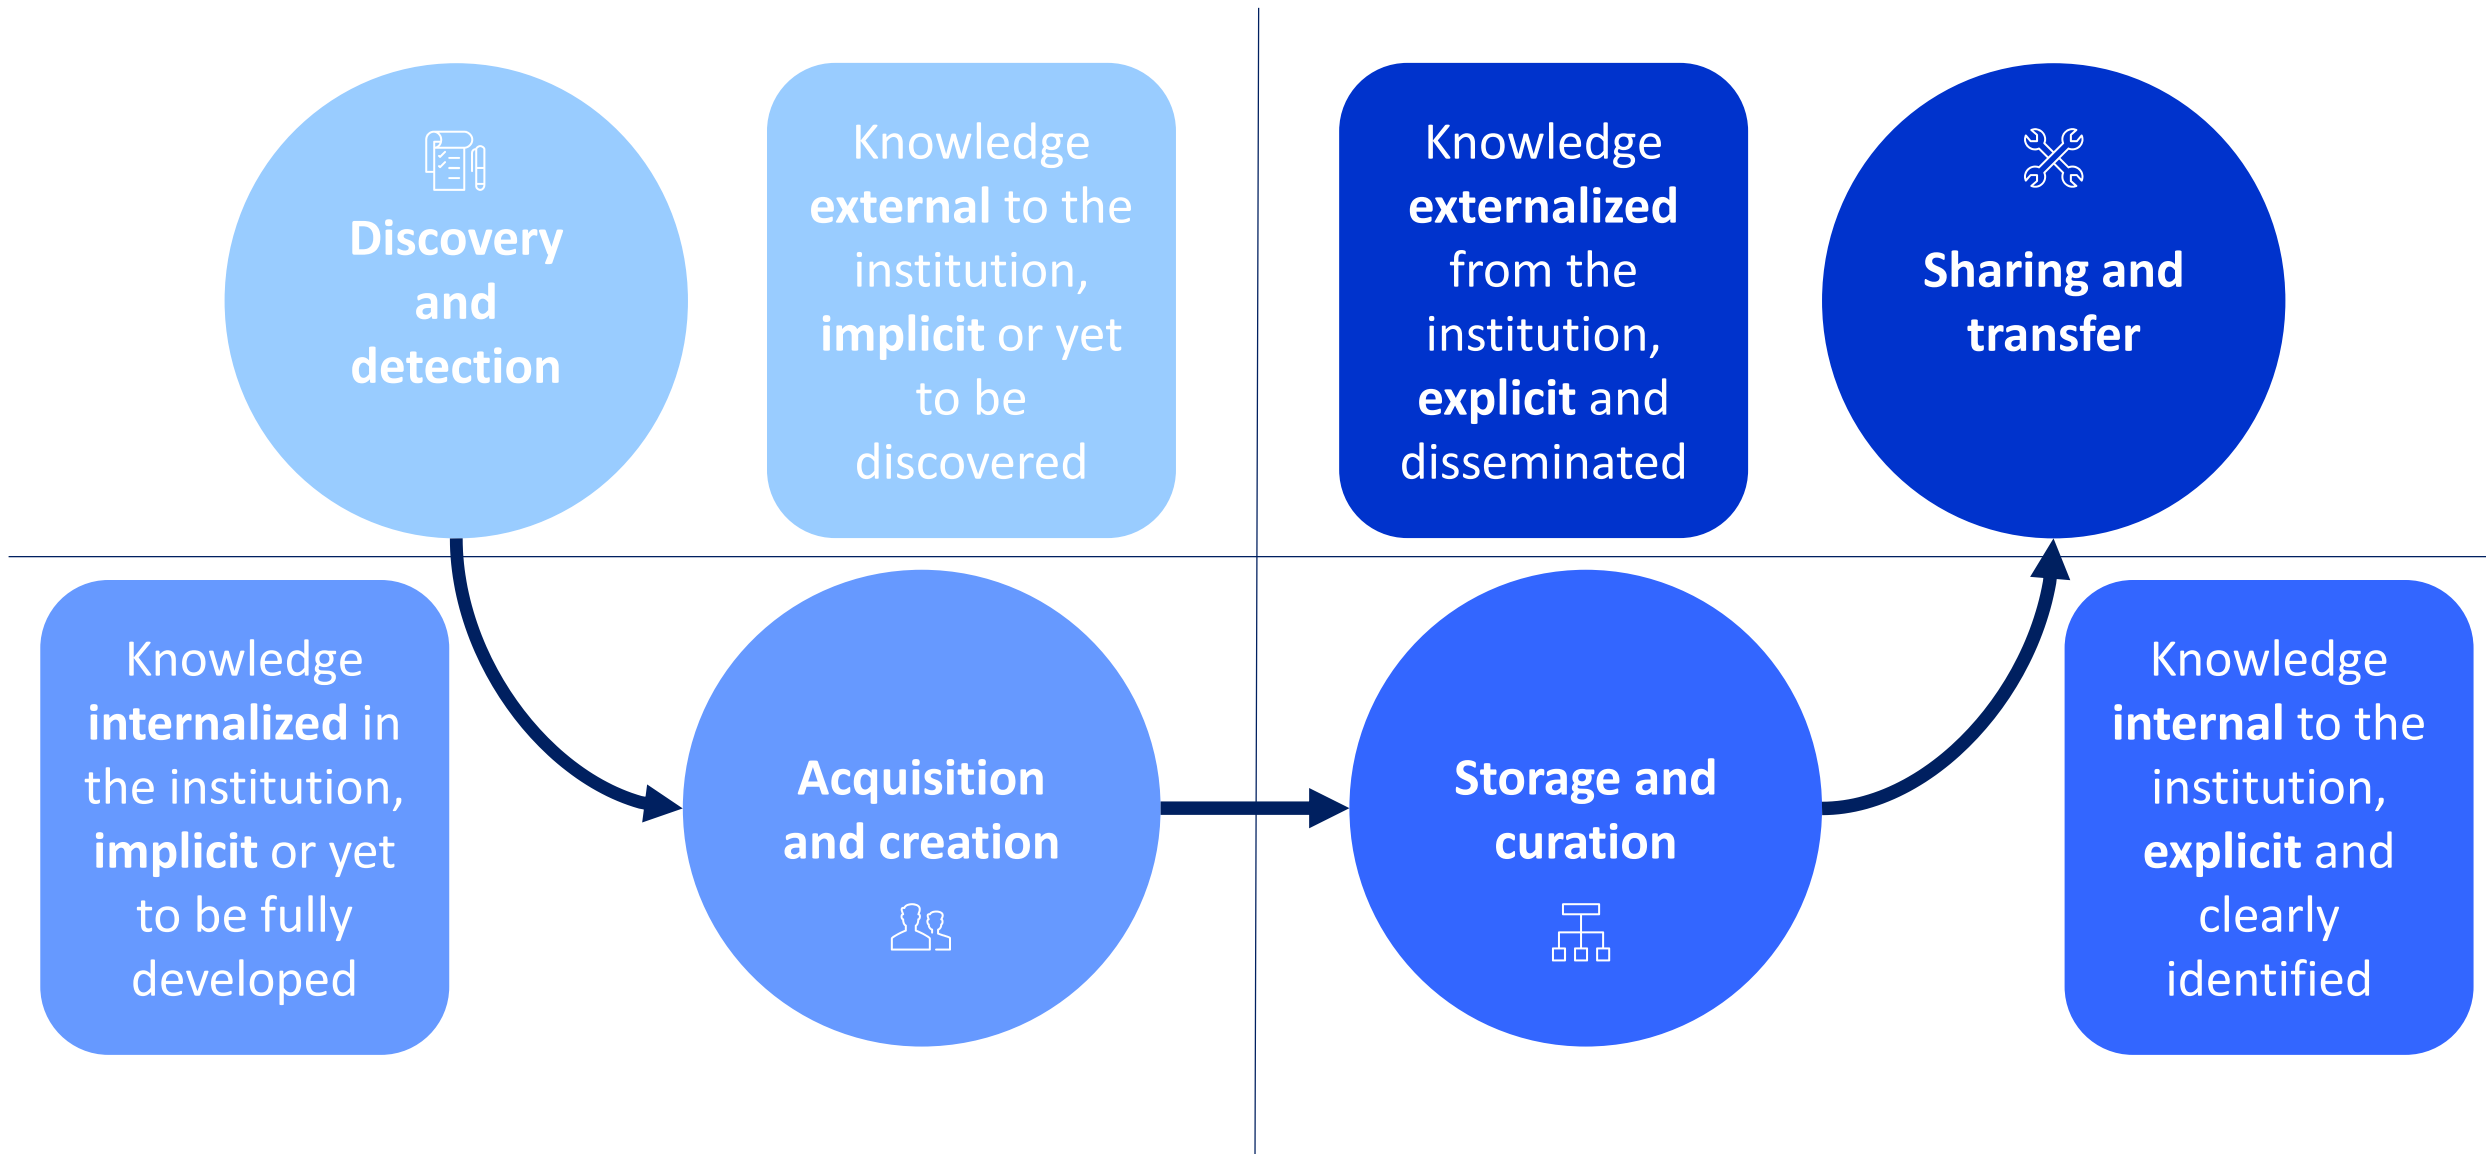 Discovery
and
detection
Knowledge
external to the
institution,
implicit or yet
to be
discovered
Knowledge
externalized
from the
institution,
explicit and
disseminated
Sharing and
transfer
Knowledge
internalized in
the institution,
implicit or yet
to be fully
developed
Acquisition
and creation
Storage and
curation
Knowledge
internal to the
institution,
explicit and
clearly
identified